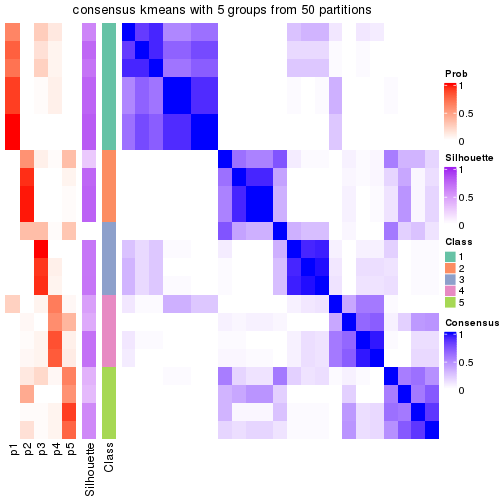 consensus kmeans with 5 groups from 50 partitions
Prob
1
0.5
0
Silhouette
1
0.5
0
Class
1
2
3
4
5
Consensus
1
0.5
0
p1
p2
p3
p4
p5
Silhouette
Class